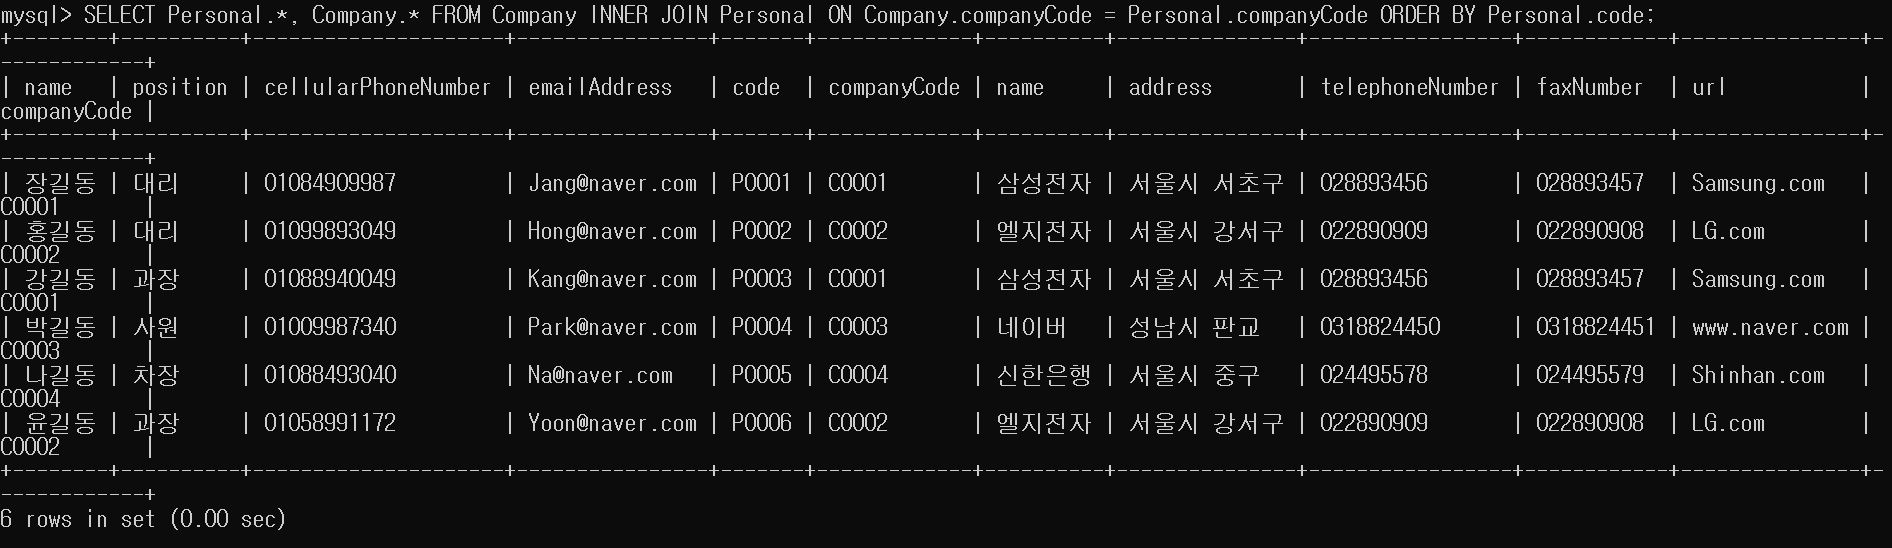 mysql> SELECT Personal.*, Company.* FROM Company INNER JOIN Personal ON Company.companyCode = Personal.companyCode ORDER BY Personal.code;
+--------+----------+---------------------+----------------+-------+-------------+----------+---------------+-----------------+------------+---------------+-
------------+
| name   | position | cellularPhoneNumber | emailAddress   | code  | companyCode | name     | address       | telephoneNumber | faxNumber  | url           |
companyCode |
+--------+----------+---------------------+----------------+-------+-------------+----------+---------------+-----------------+------------+---------------+-
------------+
| 장길동 | 대리     | 01084909987         | Jang@naver.com | P0001 | C0001       | 삼성전자 | 서울시 서초구 | 028893456       | 028893457  | Samsung.com   |
C0001       |
| 홍길동 | 대리     | 01099893049         | Hong@naver.com | P0002 | C0002       | 엘지전자 | 서울시 강서구 | 022890909       | 022890908  | LG.com        |
C0002       |
| 강길동 | 과장     | 01088940049         | Kang@naver.com | P0003 | C0001       | 삼성전자 | 서울시 서초구 | 028893456       | 028893457  | Samsung.com   |
C0001       |
| 박길동 | 사원     | 01009987340         | Park@naver.com | P0004 | C0003       | 네이버   | 성남시 판교   | 0318824450      | 0318824451 | www.naver.com |
C0003       |
| 나길동 | 차장     | 01088493040         | Na@naver.com   | P0005 | C0004       | 신한은행 | 서울시 중구   | 024495578       | 024495579  | Shinhan.com   |
C0004       |
| 윤길동 | 과장     | 01058991172         | Yoon@naver.com | P0006 | C0002       | 엘지전자 | 서울시 강서구 | 022890909       | 022890908  | LG.com        |
C0002       |
+--------+----------+---------------------+----------------+-------+-------------+----------+---------------+-----------------+------------+---------------+-
------------+
6 rows in set (0.00 sec)